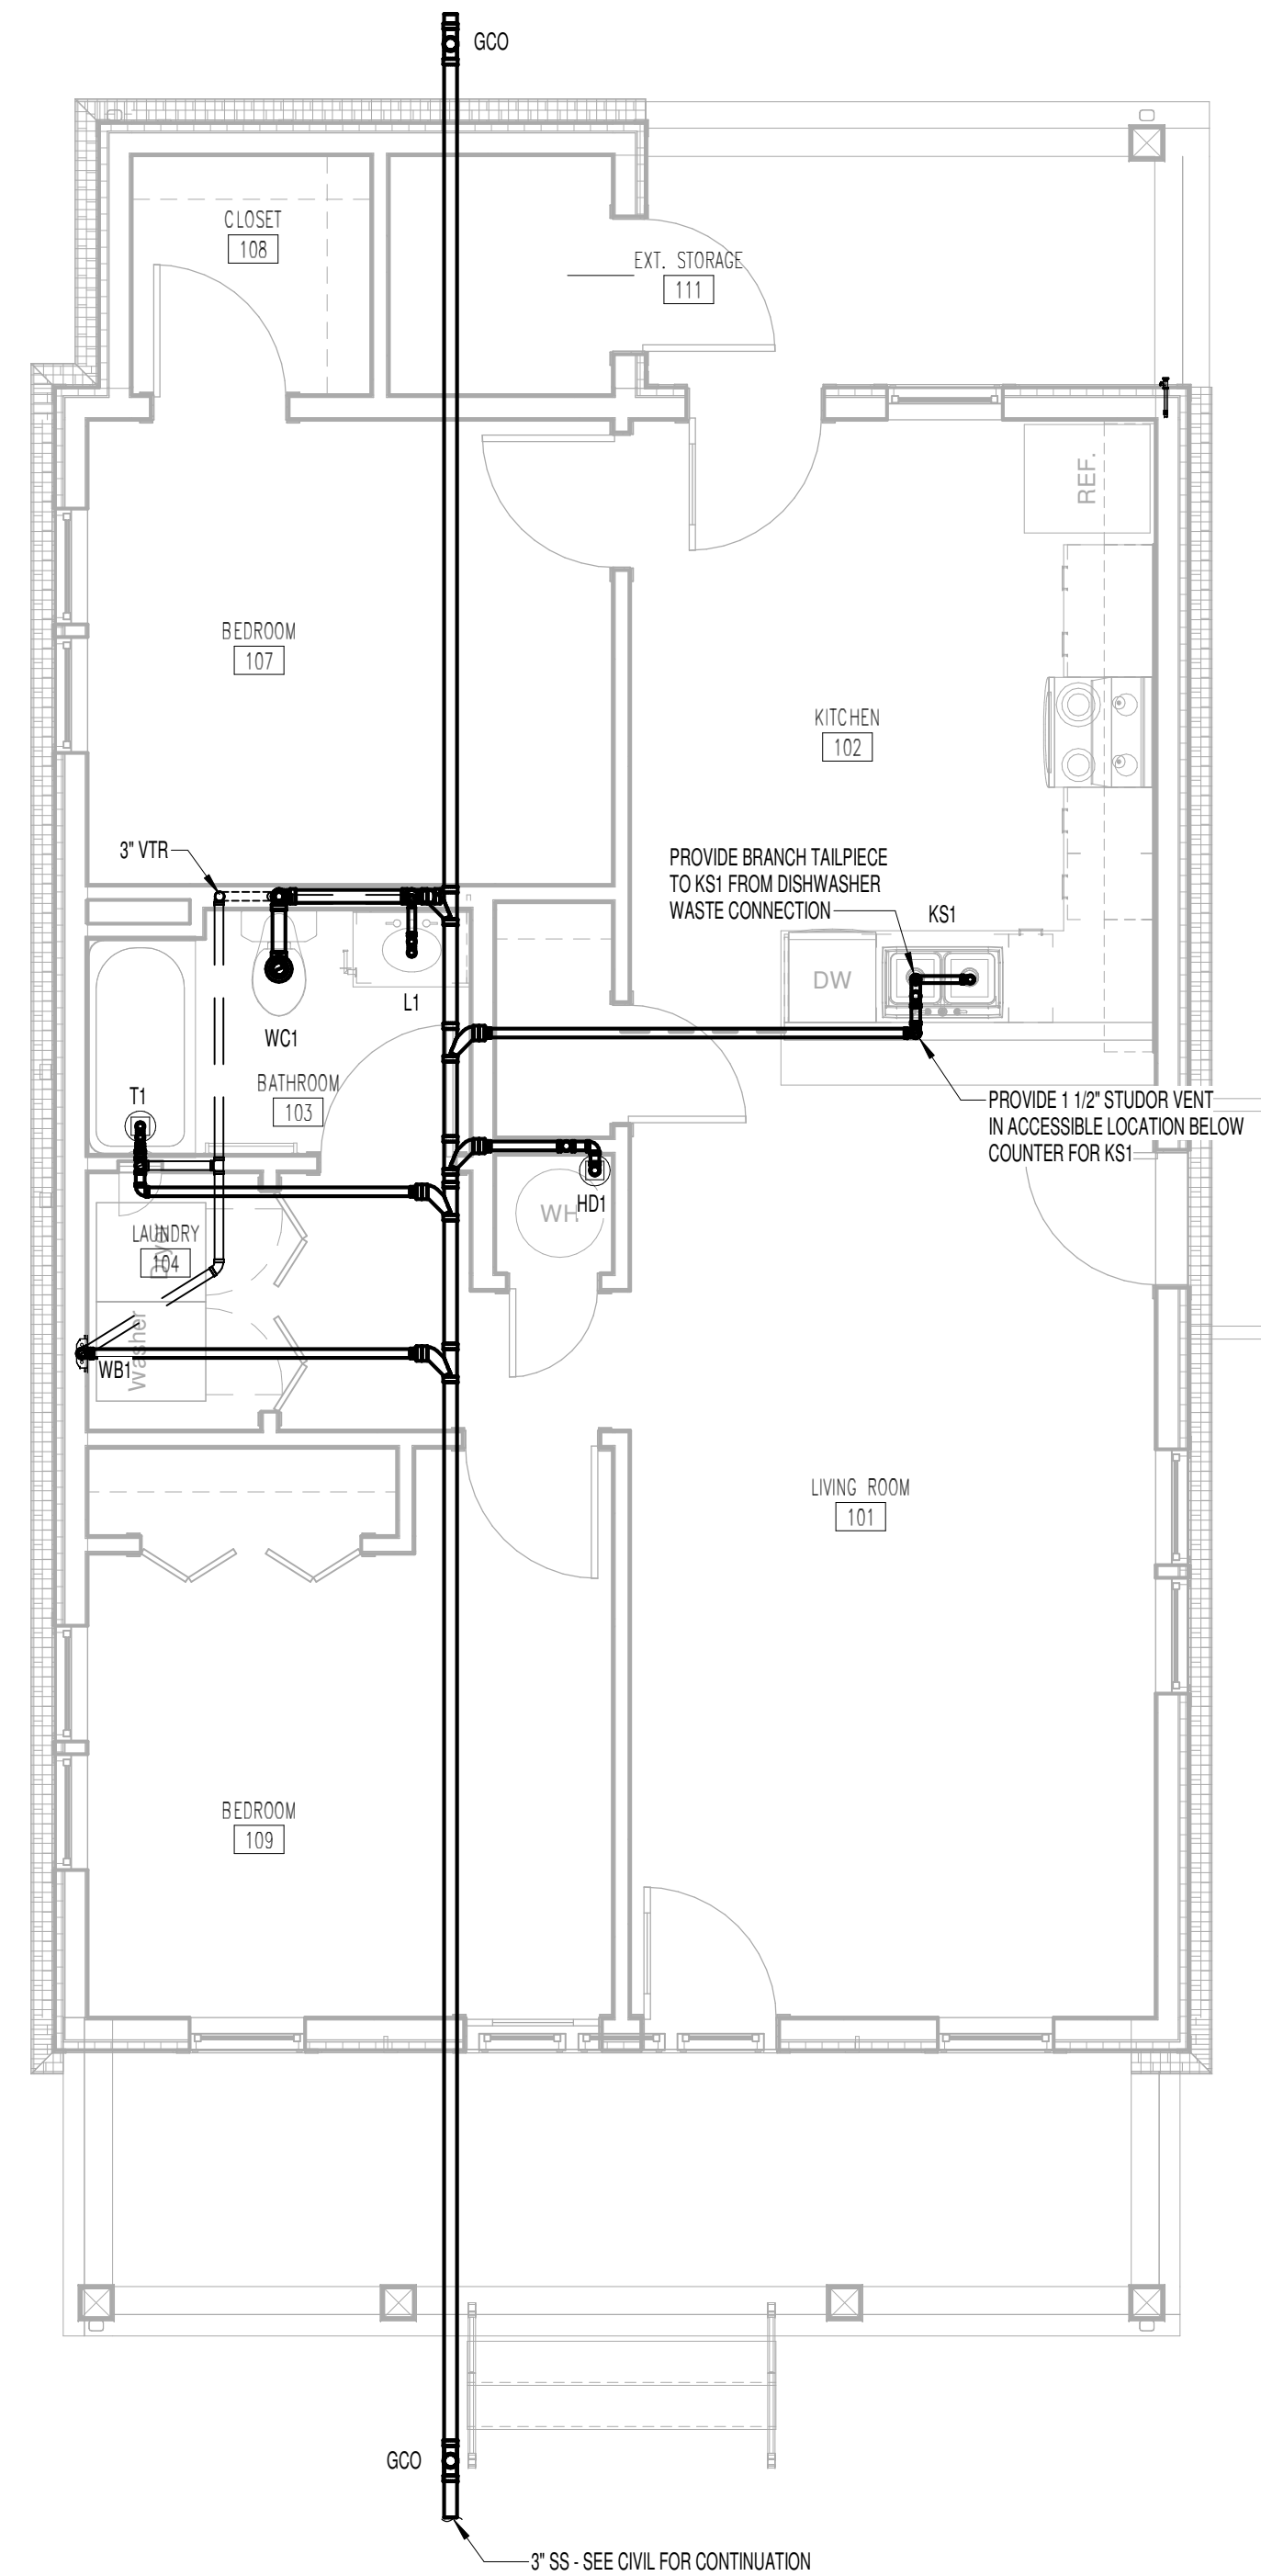 GCO
CLOSET
108
EXT. STORAGE
111
REF.
BEDROOM
107
KITCHEN
102
3" VTR
PROVIDE BRANCH TAILPIECE
TO KS1 FROM DISHWASHER
WASTE CONNECTION
KS1
DW
L1
WC1
BATHROOM
103
T1
PROVIDE 1 1/2" STUDOR VENT
IN ACCESSIBLE LOCATION BELOW
COUNTER FOR KS1
HD1
WH
LAUNDRY
104
Dryer
Washer
WB1
LIVING ROOM
101
BEDROOM
109
GCO
3" SS - SEE CIVIL FOR CONTINUATION